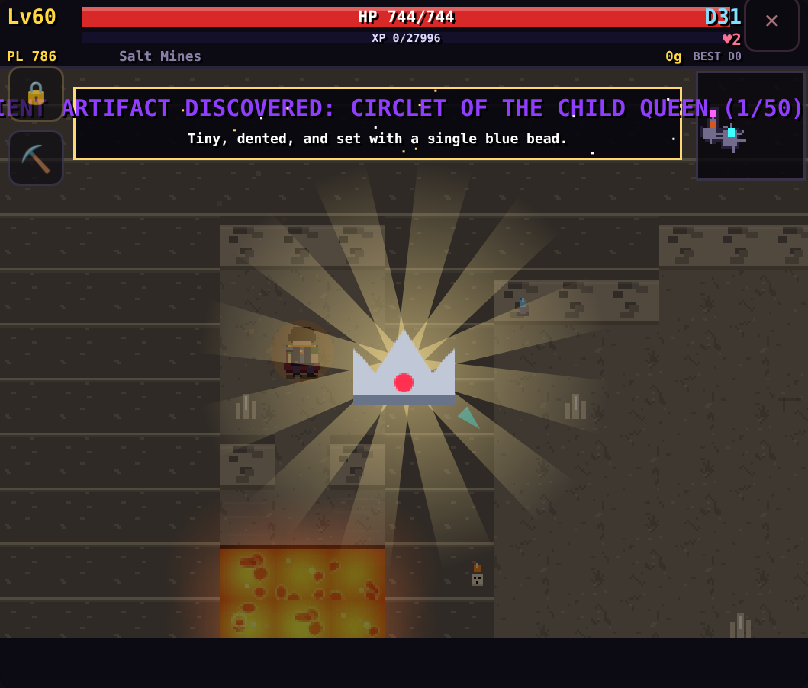 Lv60
HP 744/744
D31
×
XP 0/27996
♥2
PL 786
Salt Mines
0g
BEST D0
ENT ARTIFACT DISCOVERED: CIRCLET OF THE CHILD QUEEN (1/50)
Tiny, dented, and set with a single blue bead.